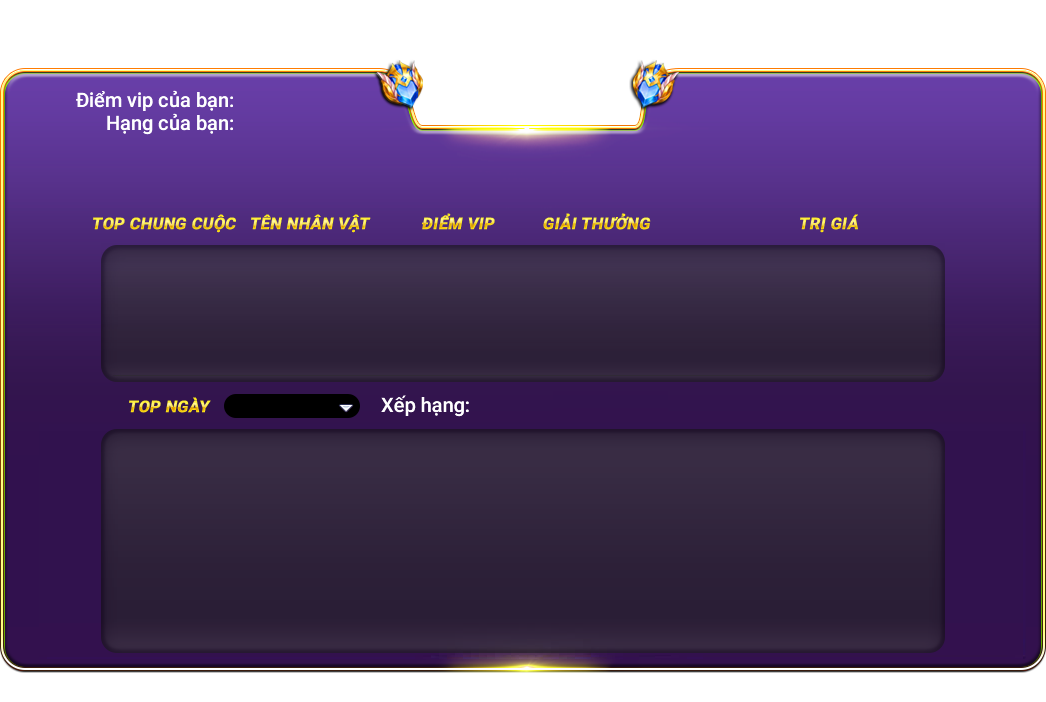 Điểm vip của bạn:
Hạng của bạn:
TOP CHUNG CUỘC TÊN NHÂN VẬT ĐIỂM VIP GIẢI THƯỞNG TRỊ GIÁ
TOP NGÀY Xếp hạng: